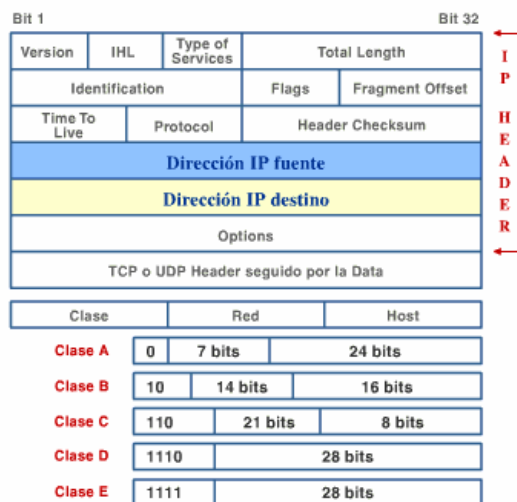 Bit 1 Bit 32
Version IHL Type of Services Total Length
Identification Flags Fragment Offset
Time To Live Protocol Header Checksum
Dirección IP fuente
Dirección IP destino
Options
TCP o UDP Header seguido por la Data
IP HEADER
Clase Red Host
Clase A 0 7 bits 24 bits
Clase B 10 14 bits 16 bits
Clase C 110 21 bits 8 bits
Clase D 1110 28 bits
Clase E 1111 28 bits